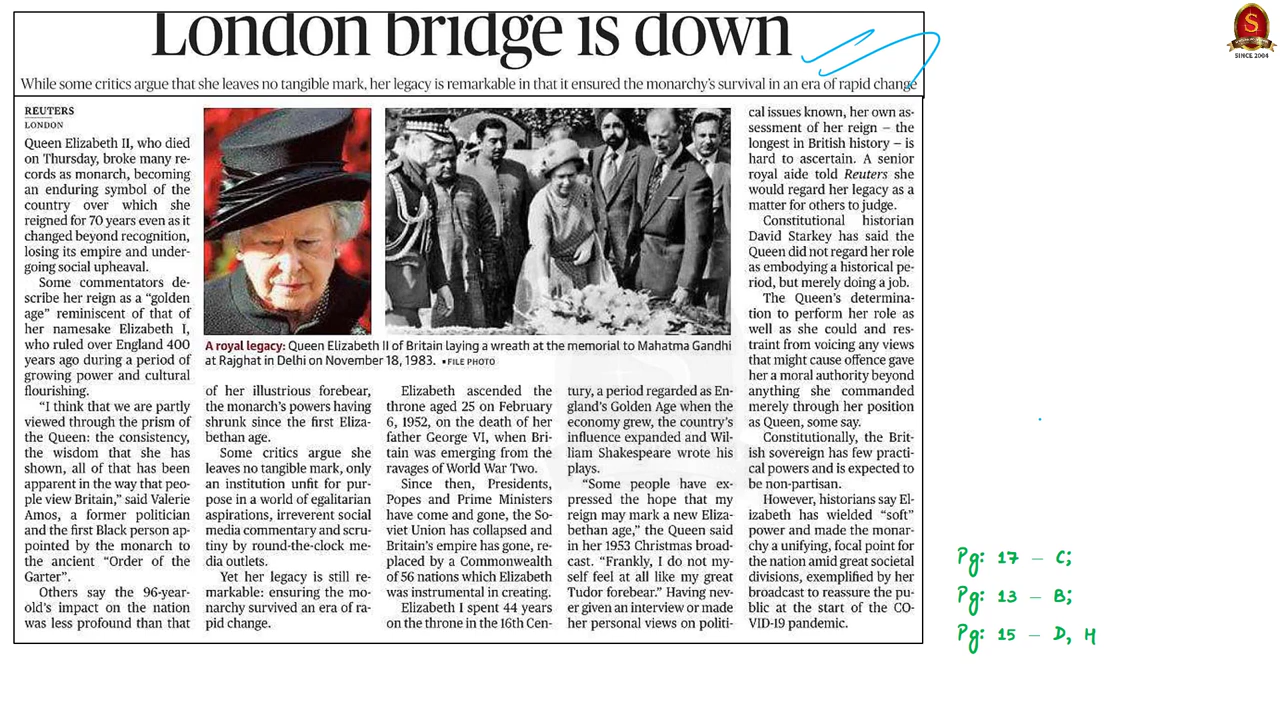 London bridge is down
While some critics argue that she leaves no tangible mark, her legacy is remarkable in that it ensured the monarchy's survival in an era of rapid change
REUTERS
LONDON
Queen Elizabeth II, who died
on Thursday, broke many re-
cords as monarch, becoming
an enduring symbol of the
country over which she
reigned for 70 years even as it
changed beyond recognition,
losing its empire and under-
going social upheaval.
Some commentators de-
scribe her reign as a "golden
age" reminiscent of that of
her namesake Elizabeth I,
who ruled over England 400
years ago during a period of
growing power and cultural
flourishing.
"I think that we are partly
viewed through the prism of
the Queen: the consistency,
the wisdom that she has
shown, all of that has been
apparent in the way that peo-
ple view Britain," said Valerie
Amos, a former politician
and the first Black person ap-
pointed by the monarch to
the ancient "Order of the
Garter".
Others say the 96-year-
old's impact on the nation
was less profound than that
A royal legacy: Queen Elizabeth II of Britain laying a wreath at the memorial to Mahatma Gandhi
at Rajghat in Delhi on November 18, 1983. ▪FILE PHOTO
of her illustrious forebear,
the monarch's powers having
shrunk since the first Eliza-
bethan age.
Some critics argue she
leaves no tangible mark, only
an institution unfit for pur-
pose in a world of egalitarian
aspirations, irreverent social
media commentary and scru-
tiny by round-the-clock me-
dia outlets.
Yet her legacy is still re-
markable: ensuring the mo-
narchy survived an era of ra-
pid change.
Elizabeth ascended the
throne aged 25 on February
6, 1952, on the death of her
father George VI, when Bri-
tain was emerging from the
ravages of World War Two.
Since then, Presidents,
Popes and Prime Ministers
have come and gone, the So-
viet Union has collapsed and
Britain's empire has gone, re-
placed by a Commonwealth
of 56 nations which Elizabeth
was instrumental in creating.
Elizabeth I spent 44 years
on the throne in the 16th Cen-
tury, a period regarded as En-
gland's Golden Age when the
economy grew, the country's
influence expanded and Wil-
liam Shakespeare wrote his
plays.
"Some people have ex-
pressed the hope that my
reign may mark a new Eliza-
bethan age," the Queen said
in her 1953 Christmas broad-
cast. "Frankly, I do not my-
self feel at all like my great
Tudor forebear." Having nev-
er given an interview or made
her personal views on politi-
cal issues known, her own as-
sessment of her reign – the
longest in British history – is
hard to ascertain. A senior
royal aide told Reuters she
would regard her legacy as a
matter for others to judge.
Constitutional historian
David Starkey has said the
Queen did not regard her role
as embodying a historical pe-
riod, but merely doing a job.
The Queen's determina-
tion to perform her role as
well as she could and res-
traint from voicing any views
that might cause offence gave
her a moral authority beyond
anything she commanded
merely through her position
as Queen, some say.
Constitutionally, the Brit-
ish sovereign has few practi-
cal powers and is expected to
be non-partisan.
However, historians say El-
izabeth has wielded "soft"
power and made the monar-
chy a unifying, focal point for
the nation amid great societal
divisions, exemplified by her
broadcast to reassure the pu-
blic at the start of the CO-
VID-19 pandemic.
S
SINCE 2004
Pg: 17 – C;
Pg: 13 – B;
Pg: 15 – D, H